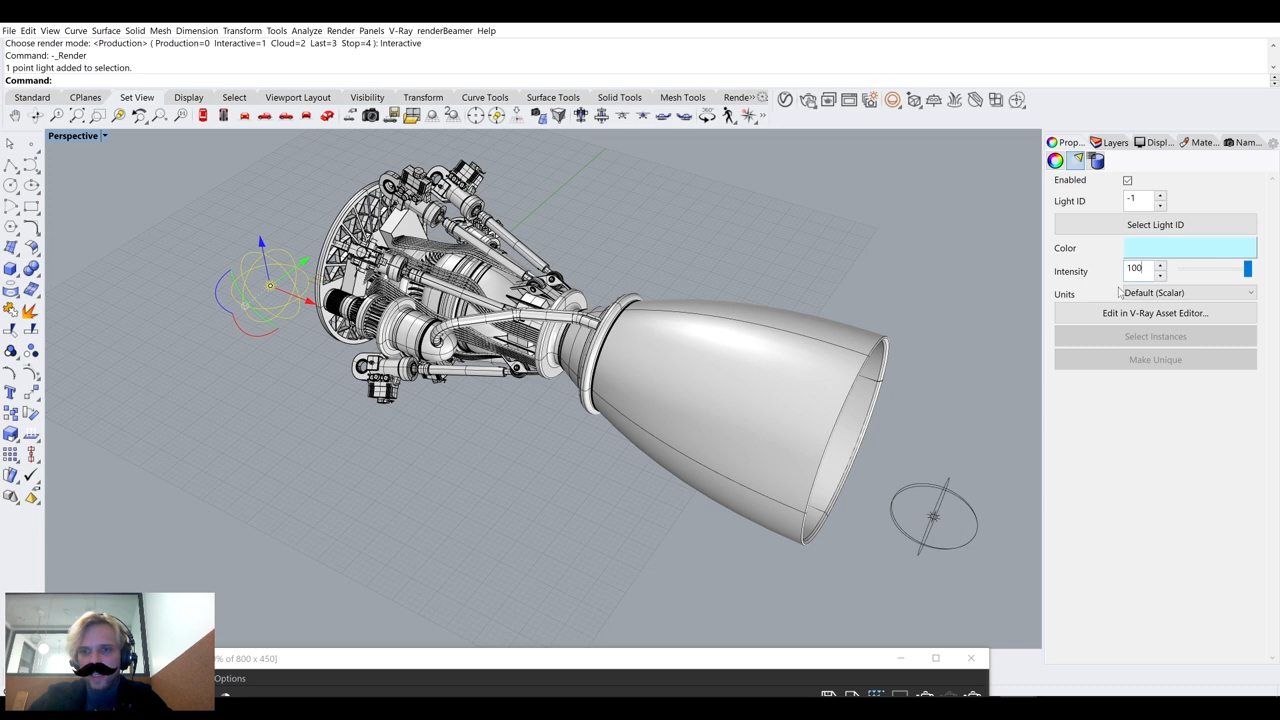 File Edit View Curve Surface Solid Mesh Dimension Transform Tools Analyze Render Panels V-Ray renderBeamer Help
Choose render mode: <Production> ( Production=0 Interactive=1 Cloud=2 Last=3 Stop=4 ): Interactive
Command: -_Render
1 point light added to selection.
Command:
Standard CPlanes Set View Display Select Viewport Layout Visibility Transform Curve Tools Surface Tools Solid Tools Mesh Tools Rende
Perspective
Prop... Layers Displ... Mate... Nam...
Enabled
Light ID -1
Select Light ID
Color
Intensity 100
Units Default (Scalar)
Edit in V-Ray Asset Editor...
Select Instances
Make Unique
% of 800 x 450]
Options